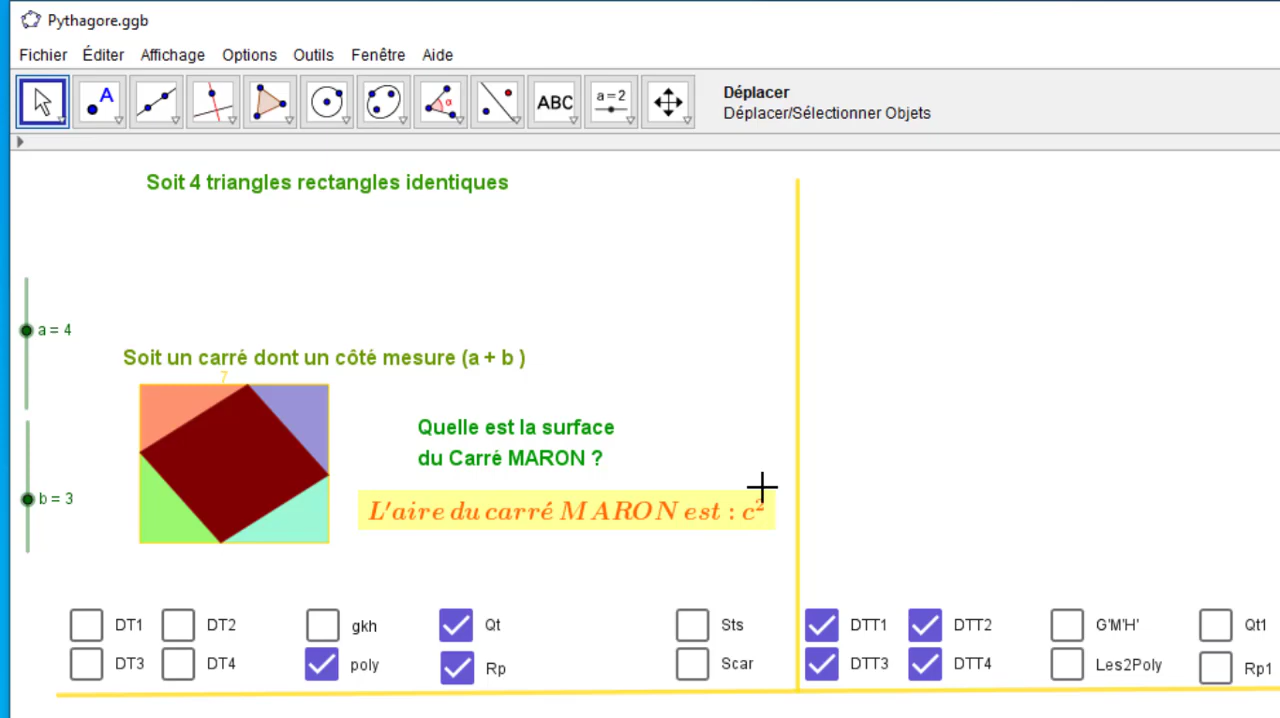 Pythagore.ggb
Fichier Éditer Affichage Options Outils Fenêtre Aide
A
α
ABC
a=2
Déplacer
Déplacer/Sélectionner Objets
Soit 4 triangles rectangles identiques
a = 4
Soit un carré dont un côté mesure (a + b )
7
Quelle est la surface
du Carré MARON ?
b = 3
L'aire du carré MARON est : c²
DT1 DT2 gkh Qt Sts DTT1 DTT2 G'M'H' Qt1
DT3 DT4 poly Rp Scar DTT3 DTT4 Les2Poly Rp1